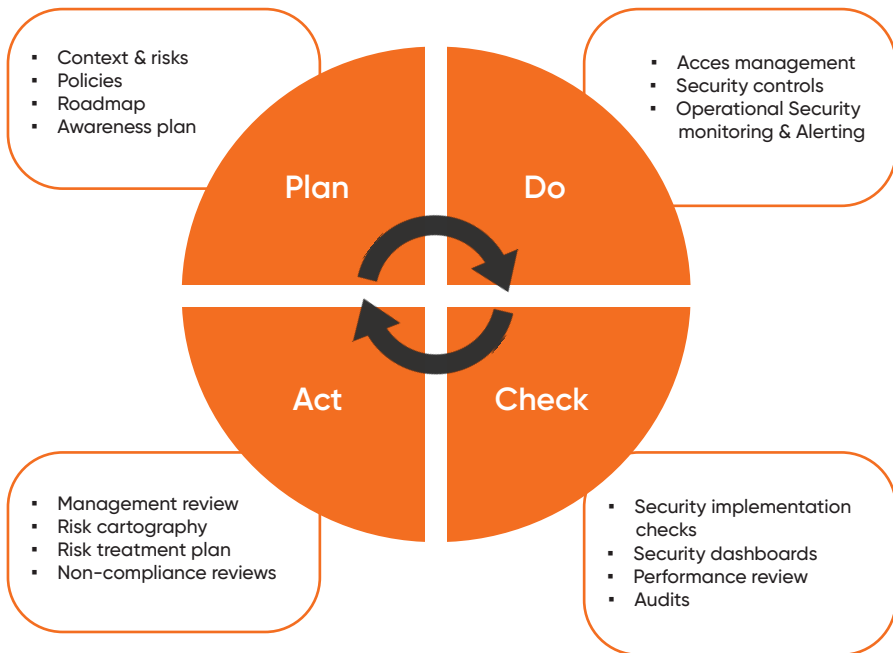 ▪ Context & risks
▪ Policies
▪ Roadmap
▪ Awareness plan
▪ Acces management
▪ Security controls
▪ Operational Security
monitoring & Alerting
Plan
Do
Act
Check
▪ Management review
▪ Risk cartography
▪ Risk treatment plan
▪ Non-compliance reviews
▪ Security implementation
checks
▪ Security dashboards
▪ Performance review
▪ Audits